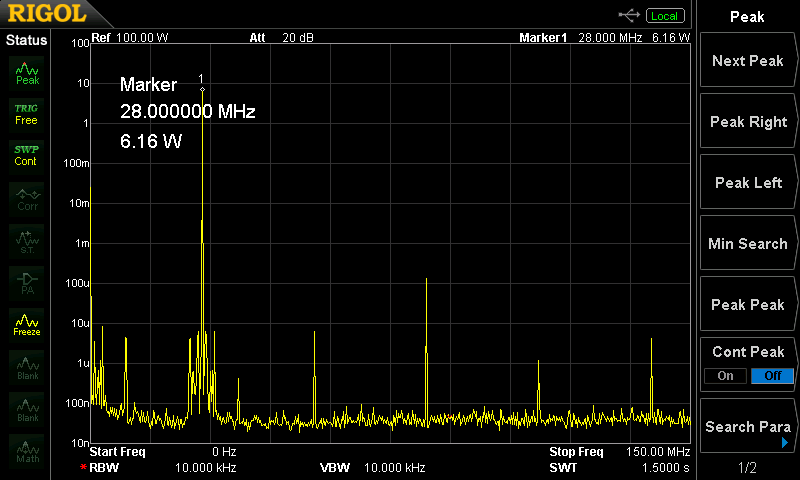 RIGOL
Local
Peak
Status
Ref 100.00 W Att 20 dB Marker1 28.000 MHz 6.16 W
Peak
TRIG
Free
SWP
Cont
Corr
S.T.
PA
Freeze
Blank
Blank
Math
100
10
1
100m
10m
1m
100u
10u
1u
100n
10n
1
Marker
28.000000 MHz
6.16 W
Start Freq 0 Hz Stop Freq 150.00 MHz
RBW 10.000 kHz VBW 10.000 kHz SWT 1.5000 s
Next Peak
Peak Right
Peak Left
Min Search
Peak Peak
Cont Peak
On Off
Search Para
1/2